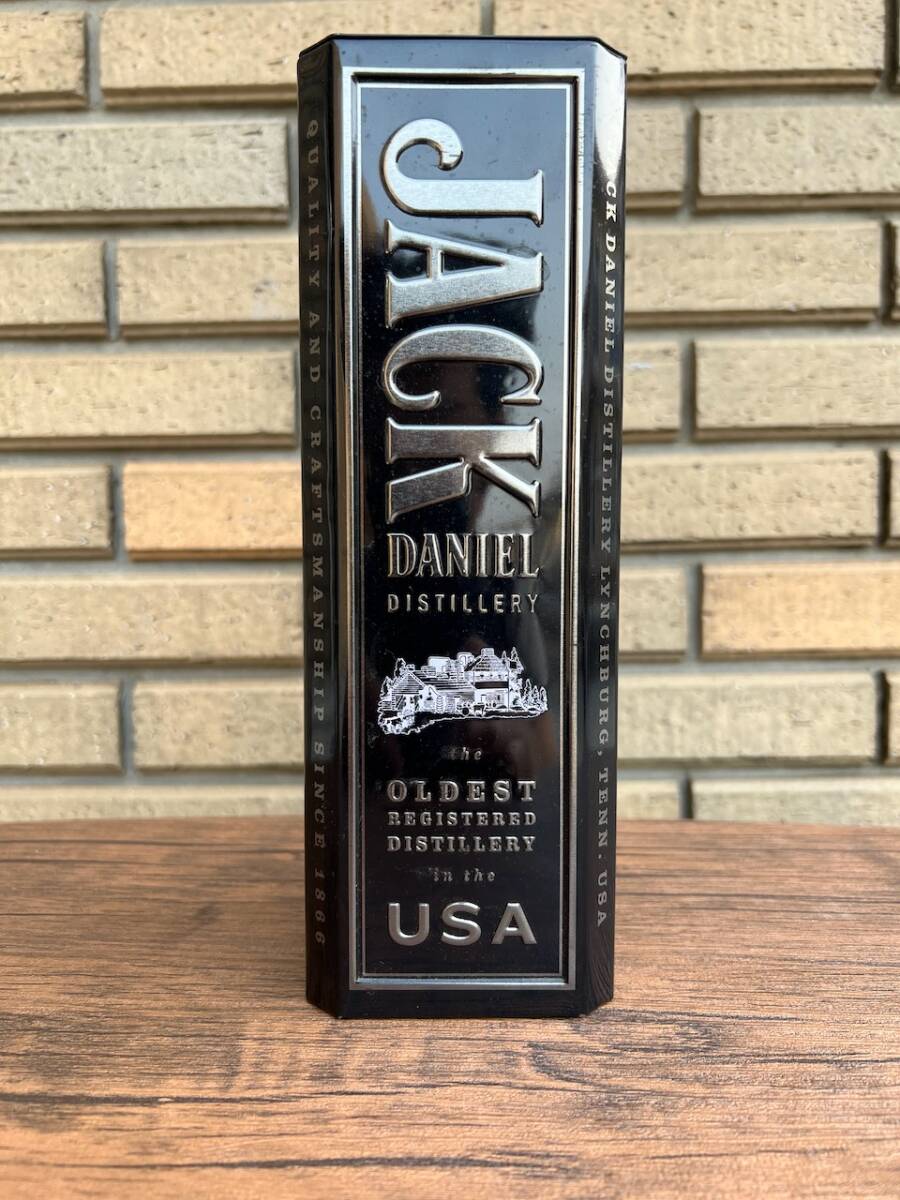 QUALITY AND CRAFTSMANSHIP SINCE 1866
JACK
DANIEL
DISTILLERY
the
OLDEST
REGISTERED
DISTILLERY
in the
USA
CK DANIEL DISTILLERY LYNCHBURG, TENN. USA